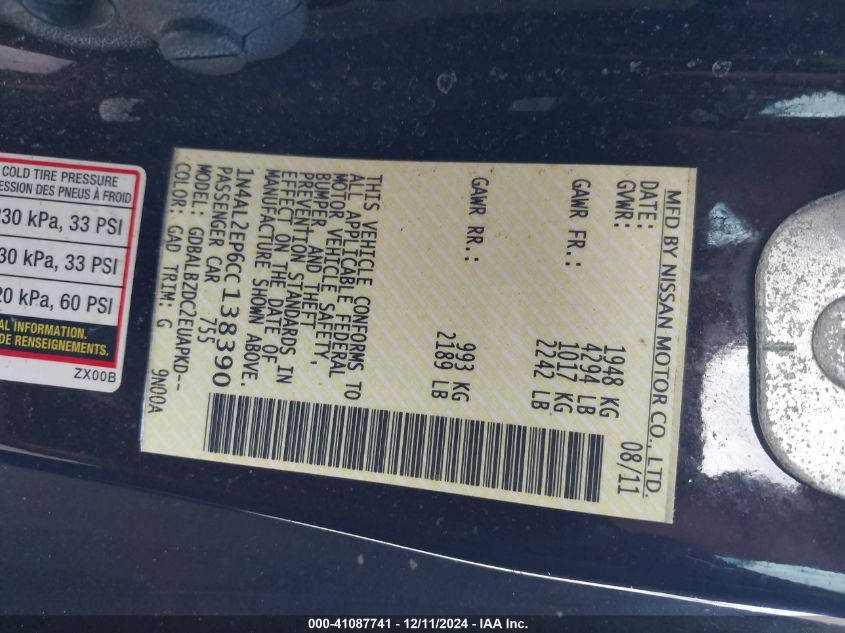 COLD TIRE PRESSURE
ESSION DES PNEUS À FROID
230 kPa, 33 PSI
30 kPa, 33 PSI
20 kPa, 60 PSI
AL INFORMATION.
DE RENSEIGNEMENTS.
ZX00B
MFD BY NISSAN MOTOR CO., LTD.
DATE: 08/11
GVWR: 1948 KG
4294 LB
GAWR FR.: 1017 KG
2242 LB
GAWR RR.: 993 KG
2189 LB
THIS VEHICLE CONFORMS TO
ALL APPLICABLE FEDERAL
MOTOR VEHICLE SAFETY,
BUMPER, AND THEFT
PREVENTION STANDARDS IN
EFFECT ON THE DATE OF
MANUFACTURE SHOWN ABOVE.
1N4AL2EP6CC138390
PASSENGER CAR 755
MODEL: GDBALBZDC2EUAPKD--
COLOR: GAD TRIM: G 9N00A
000-41087741 - 12/11/2024 - IAA Inc.